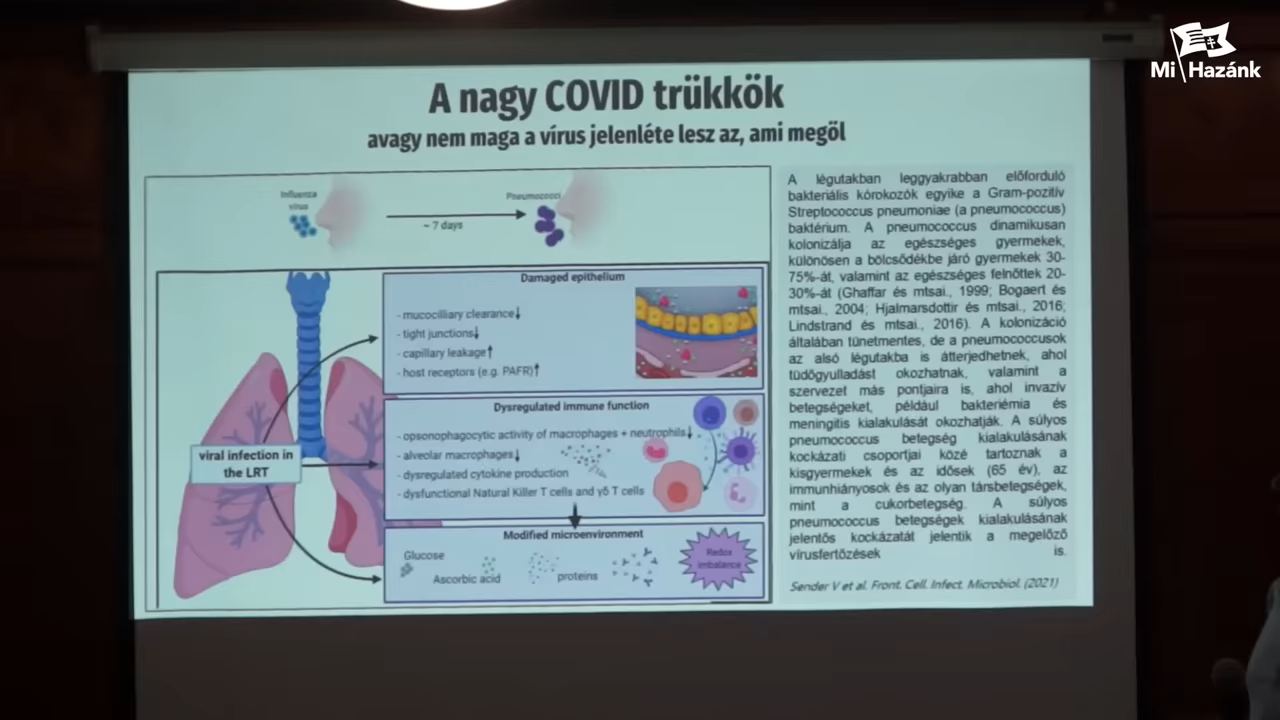 Mi Hazánk
A nagy COVID trükkök
avagy nem maga a vírus jelenléte lesz az, ami megöl
Influenza
virus
~ 7 days
Pneumococci
Damaged epithelium
- mucocilliary clearance↓
- tight junctions↓
- capillary leakage↑
- host receptors (e.g. PAFR)↑
viral infection in
the LRT
Dysregulated immune function
- opsonophagocytic activity of macrophages + neutrophils↓
- alveolar macrophages↓
- dysregulated cytokine production
- dysfunctional Natural Killer T cells and γδ T cells
Modified microenvironment
Glucose
Ascorbic acid
proteins
Redox
imbalance
A légutakban leggyakrabban előforduló
bakteriális kórokozók egyike a Gram-pozitív
Streptococcus pneumoniae (a pneumococcus)
baktérium. A pneumococcus dinamikusan
kolonizálja az egészséges gyermekek,
különösen a bölcsődékbe járó gyermekek 30-
75%-át, valamint az egészséges felnőttek 20-
30%-át (Ghaffar és mtsai., 1999; Bogaert és
mtsai., 2004; Hjalmarsdottir és mtsai., 2016;
Lindstrand és mtsai., 2016). A kolonizáció
általában tünetmentes, de a pneumococcusok
az alsó légutakba is átterjedhetnek, ahol
tüdőgyulladást okozhatnak, valamint a
szervezet más pontjaira is, ahol invazív
betegségeket, például bakteriémia és
meningitis kialakulását okozhatják. A súlyos
pneumococcus betegség kialakulásának
kockázati csoportjai közé tartoznak a
kisgyermekek és az idősek (65 év), az
immunhiányosok és az olyan társbetegségek,
mint a cukorbetegség. A súlyos
pneumococcus betegségek kialakulásának
jelentős kockázatát jelentik a megelőző
vírusfertőzések is.
Sender V et al. Front. Cell. Infect. Microbiol. (2021)